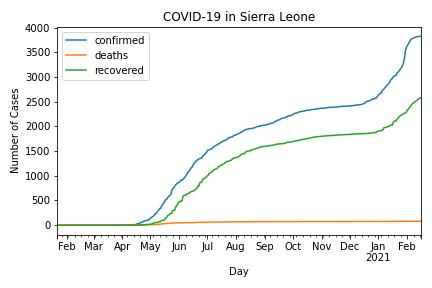 COVID-19 in Sierra Leone
confirmed
deaths
recovered
Number of Cases
4000
3500
3000
2500
2000
1500
1000
500
0
Feb Mar Apr May Jun Jul Aug Sep Oct Nov Dec Jan Feb
2021
Day